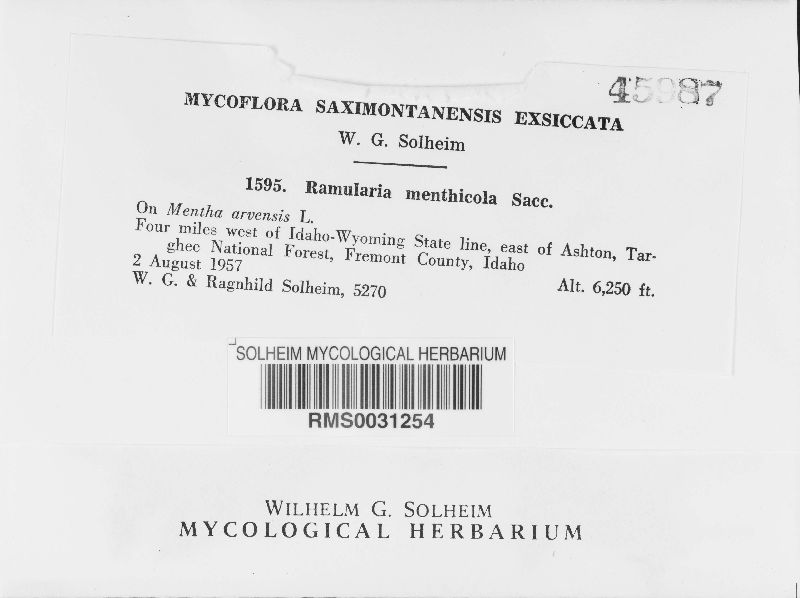 45987
MYCOFLORA SAXIMONTANENSIS EXSICCATA
W. G. Solheim
1595. Ramularia menthicola Sacc.
On Mentha arvensis L.
Four miles west of Idaho-Wyoming State line, east of Ashton, Tar-
ghee National Forest, Fremont County, Idaho
2 August 1957
Alt. 6,250 ft.
W. G. & Ragnhild Solheim, 5270
SOLHEIM MYCOLOGICAL HERBARIUM
RMS0031254
WILHELM G. SOLHEIM
MYCOLOGICAL HERBARIUM